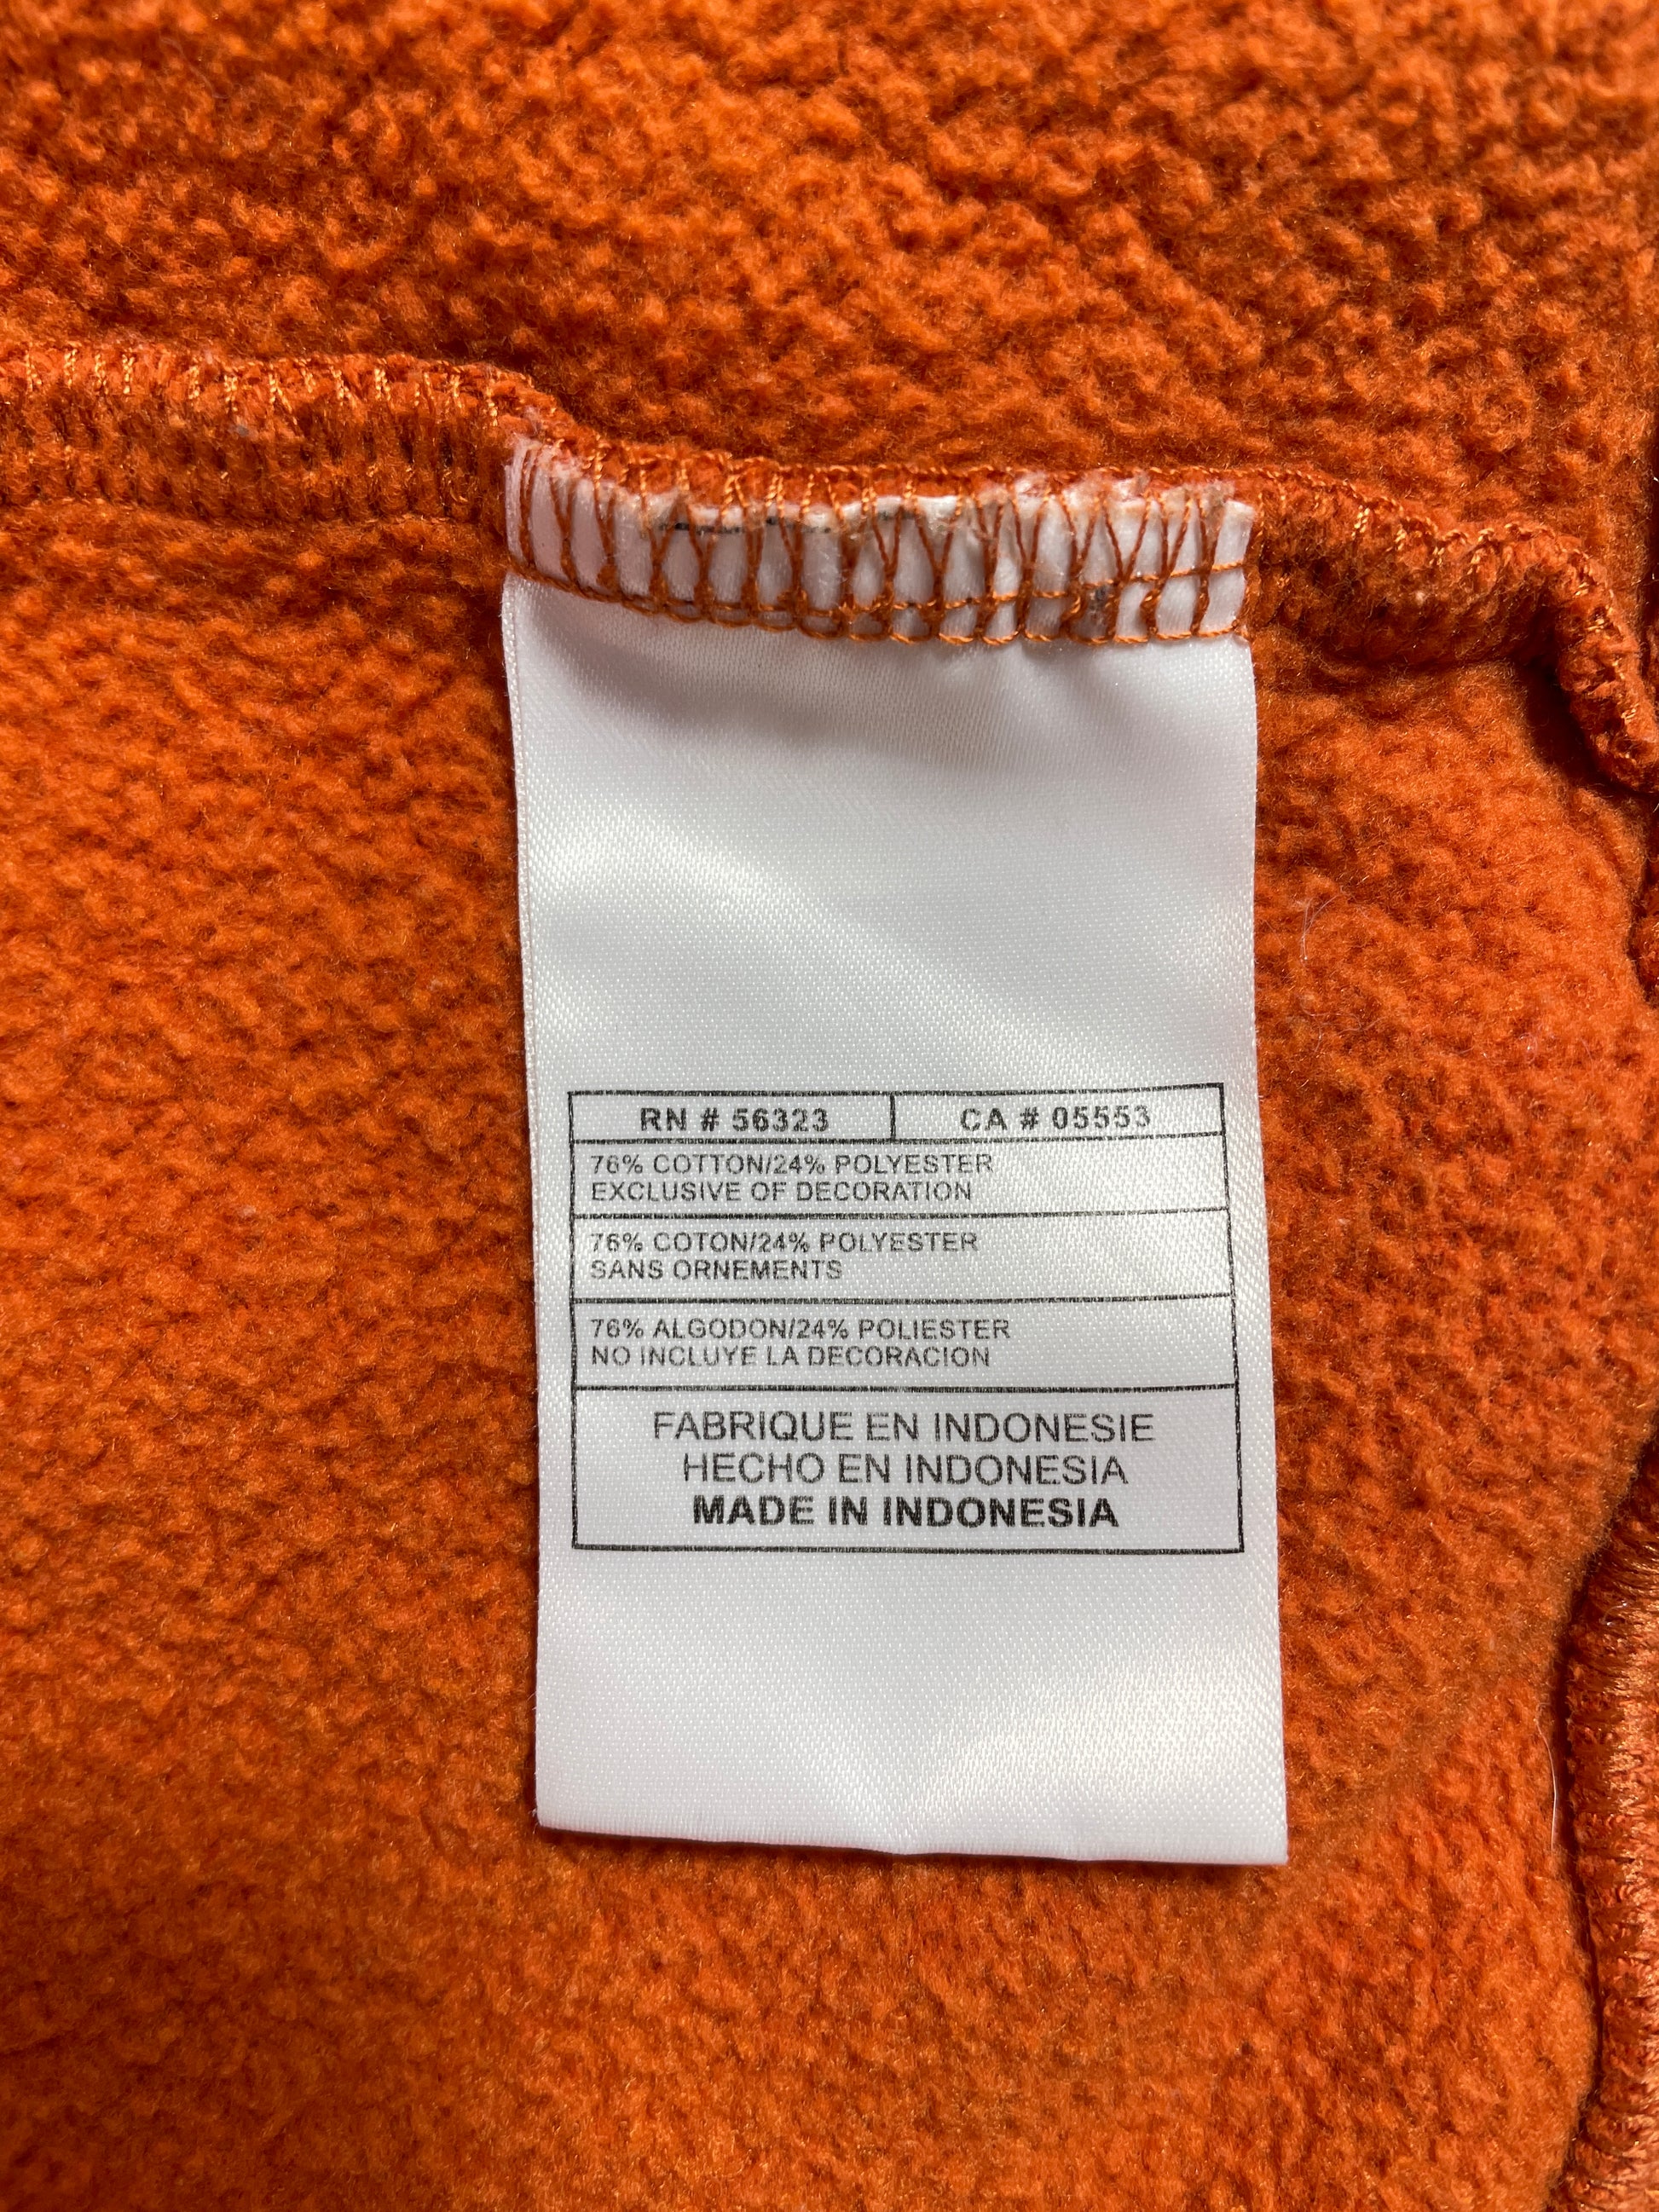 RN # 56323 CA # 05553
76% COTTON/24% POLYESTER
EXCLUSIVE OF DECORATION
76% COTON/24% POLYESTER
SANS ORNEMENTS
76% ALGODON/24% POLIESTER
NO INCLUYE LA DECORACION
FABRIQUE EN INDONESIE
HECHO EN INDONESIA
MADE IN INDONESIA